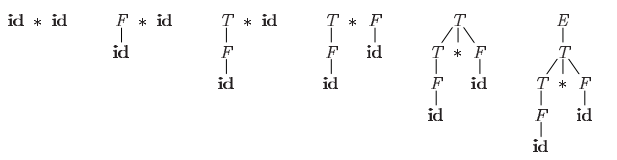 id * id F * id T * id T * F T E
id F id T * F T
id F id F id T * F
id F id
id